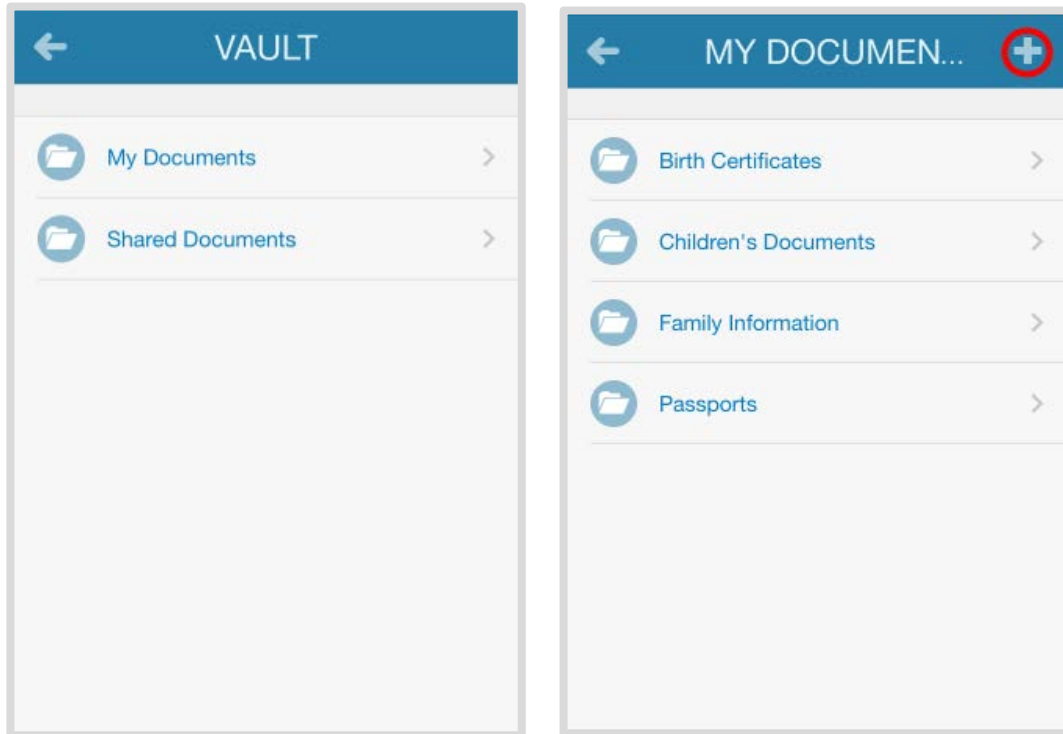 VAULT
My Documents
Shared Documents
MY DOCUMEN...
Birth Certificates
Children's Documents
Family Information
Passports